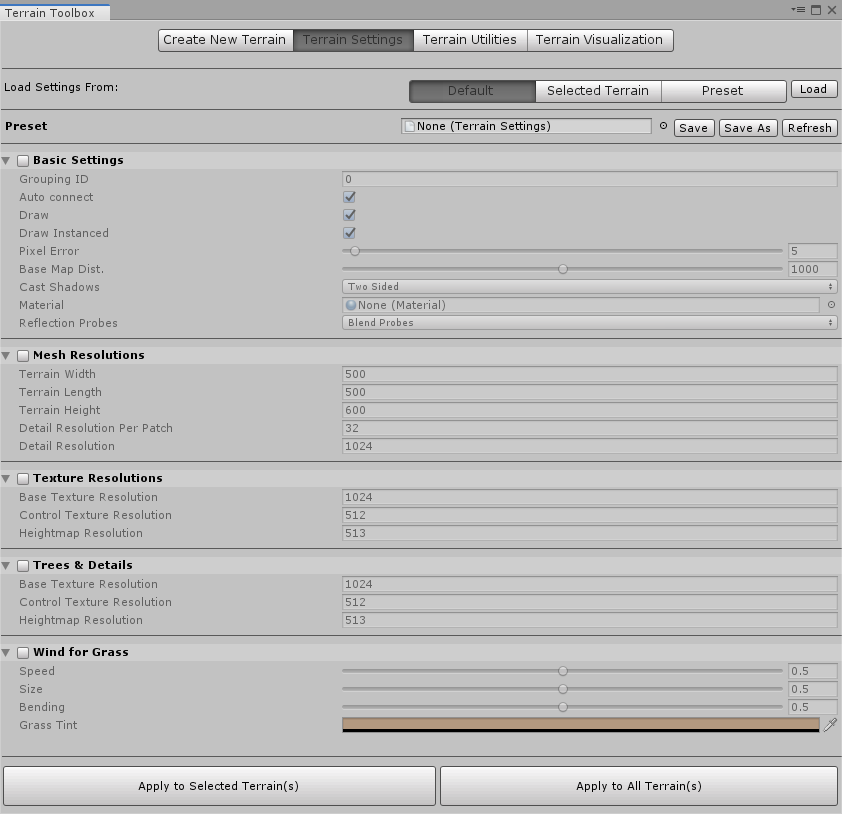 Terrain Toolbox
Create New Terrain Terrain Settings Terrain Utilities Terrain Visualization
Load Settings From: Default Selected Terrain Preset Load
Preset None (Terrain Settings) Save Save As Refresh
Basic Settings
Grouping ID 0
Auto connect
Draw
Draw Instanced
Pixel Error 5
Base Map Dist. 1000
Cast Shadows Two Sided
Material None (Material)
Reflection Probes Blend Probes
Mesh Resolutions
Terrain Width 500
Terrain Length 500
Terrain Height 600
Detail Resolution Per Patch 32
Detail Resolution 1024
Texture Resolutions
Base Texture Resolution 1024
Control Texture Resolution 512
Heightmap Resolution 513
Trees & Details
Base Texture Resolution 1024
Control Texture Resolution 512
Heightmap Resolution 513
Wind for Grass
Speed 0.5
Size 0.5
Bending 0.5
Grass Tint
Apply to Selected Terrain(s) Apply to All Terrain(s)